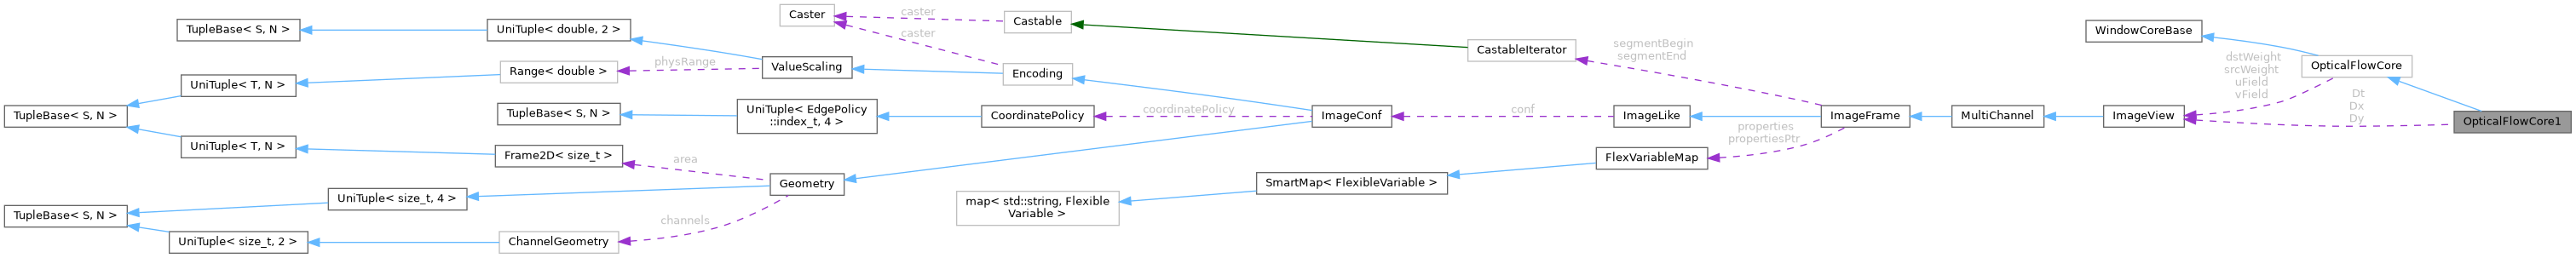 Caster
caster
Castable
TupleBase< S, N >
UniTuple< double, 2 >
WindowCoreBase
caster
segmentBegin
segmentEnd
CastableIterator
dstWeight
srcWeight
uField
vField
OpticalFlowCore
physRange
ValueScaling
Range< double >
Encoding
UniTuple< T, N >
Dt
Dx
Dy
TupleBase< S, N >
TupleBase< S, N >
UniTuple< EdgePolicy
::index_t, 4 >
CoordinatePolicy
coordinatePolicy
ImageConf
conf
ImageLike
ImageFrame
MultiChannel
ImageView
OpticalFlowCore1
properties
propertiesPtr
UniTuple< T, N >
Frame2D< size_t >
area
FlexVariableMap
Geometry
SmartMap< FlexibleVariable >
UniTuple< size_t, 4 >
map< std::string, Flexible
Variable >
TupleBase< S, N >
channels
UniTuple< size_t, 2 >
ChannelGeometry